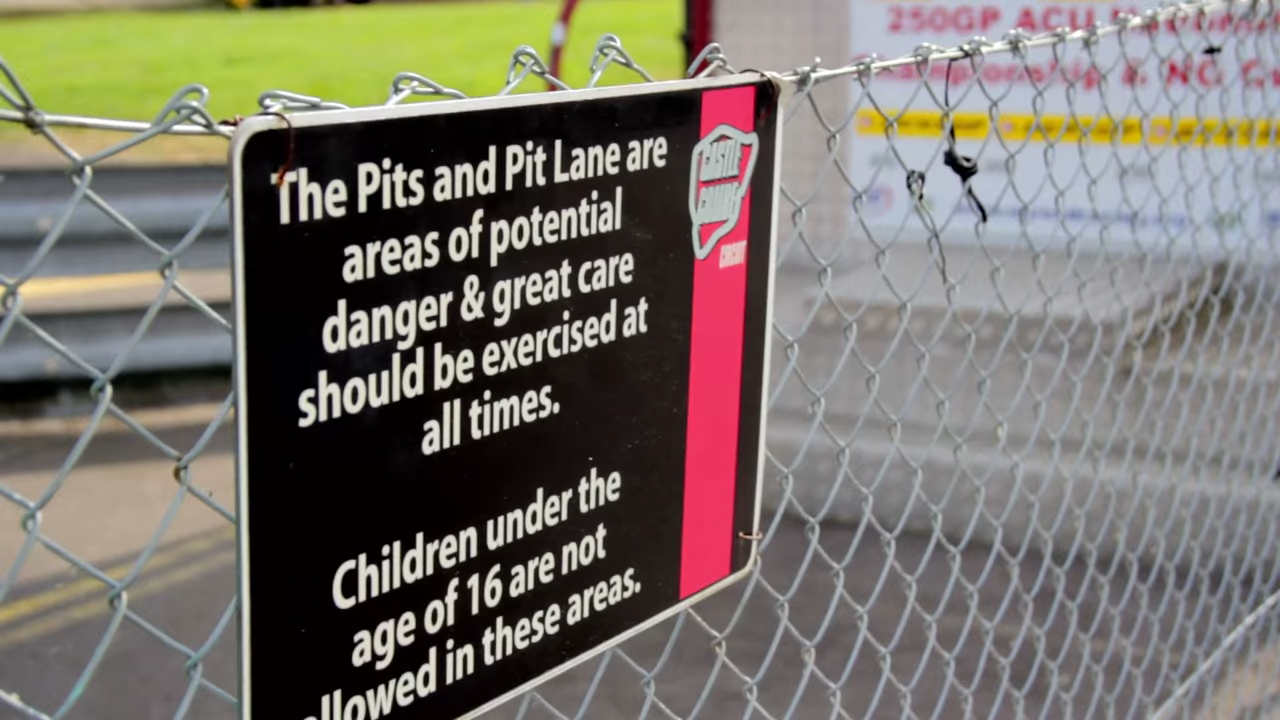 The Pits and Pit Lane are
areas of potential
danger & great care
should be exercised at
all times.
Children under the
age of 16 are not
allowed in these areas.
CASTLE
COMBE
CIRCUIT
250GP ACU